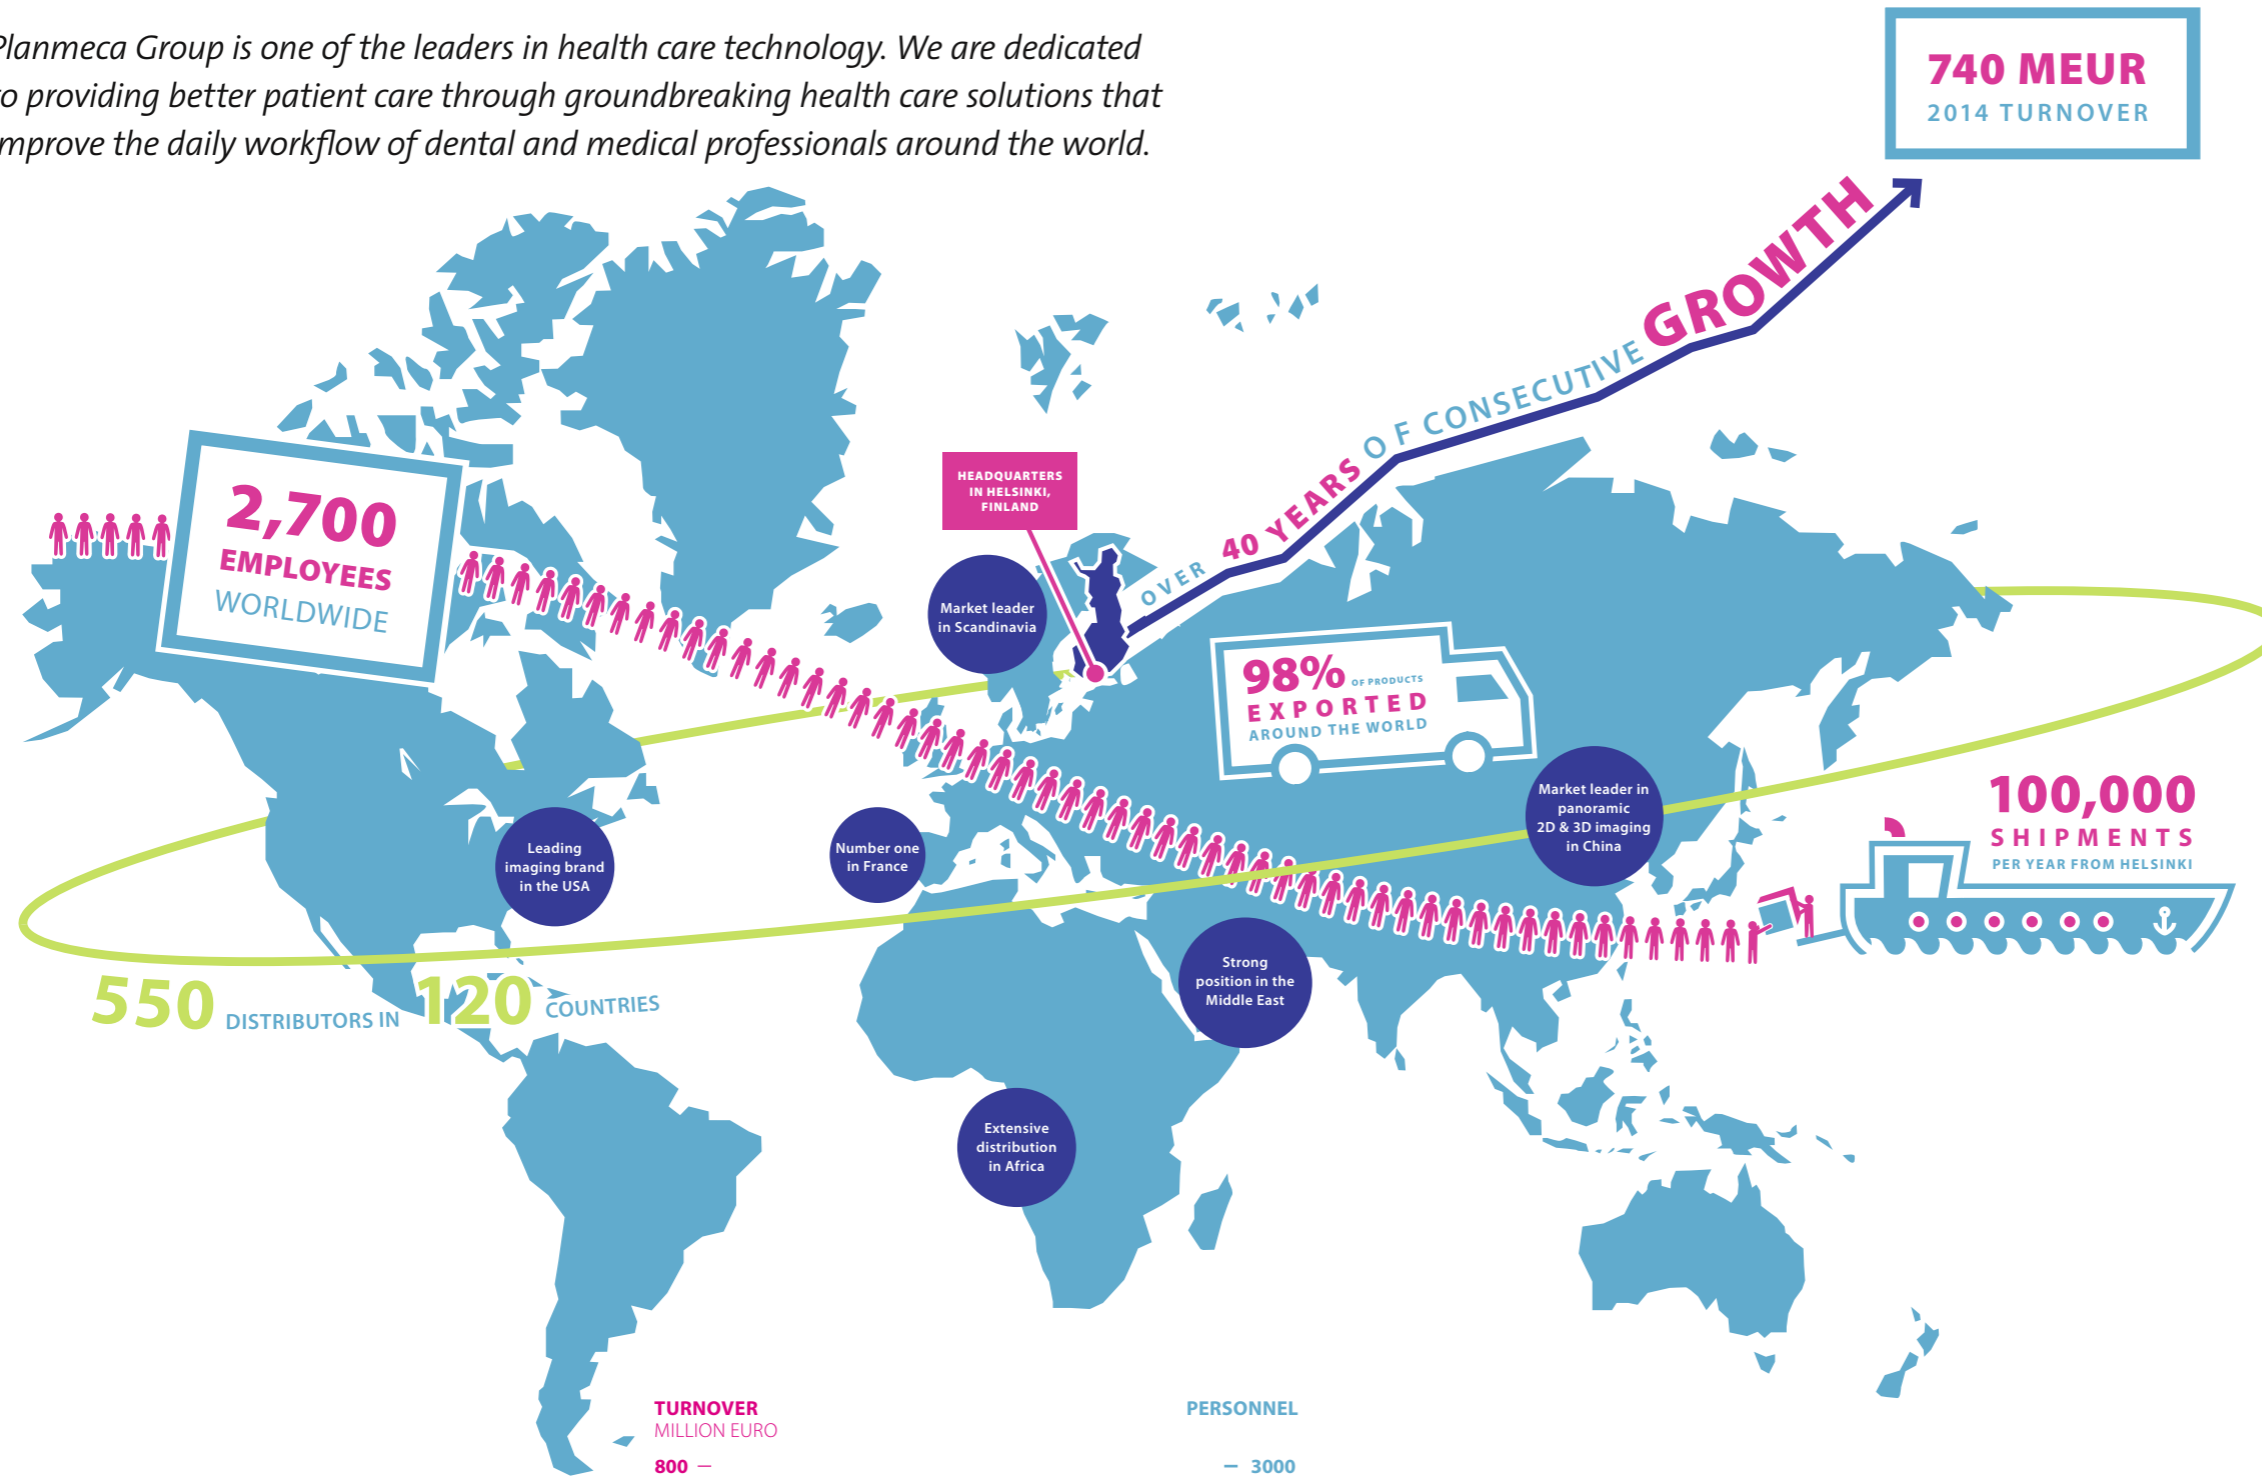 Planmeca Group is one of the leaders in health care technology. We are dedicated
to providing better patient care through groundbreaking health care solutions that
improve the daily workflow of dental and medical professionals around the world.
740 MEUR
2014 TURNOVER
OVER 40 YEARS OF CONSECUTIVE GROWTH
2,700
EMPLOYEES
WORLDWIDE
HEADQUARTERS
IN HELSINKI,
FINLAND
Market leader
in Scandinavia
98% OF PRODUCTS
EXPORTED
AROUND THE WORLD
Market leader in
panoramic
2D & 3D imaging
in China
100,000
SHIPMENTS
PER YEAR FROM HELSINKI
Leading
imaging brand
in the USA
Number one
in France
Strong
position in the
Middle East
550 DISTRIBUTORS IN 120 COUNTRIES
Extensive
distribution
in Africa
TURNOVER
MILLION EURO
800
PERSONNEL
3000